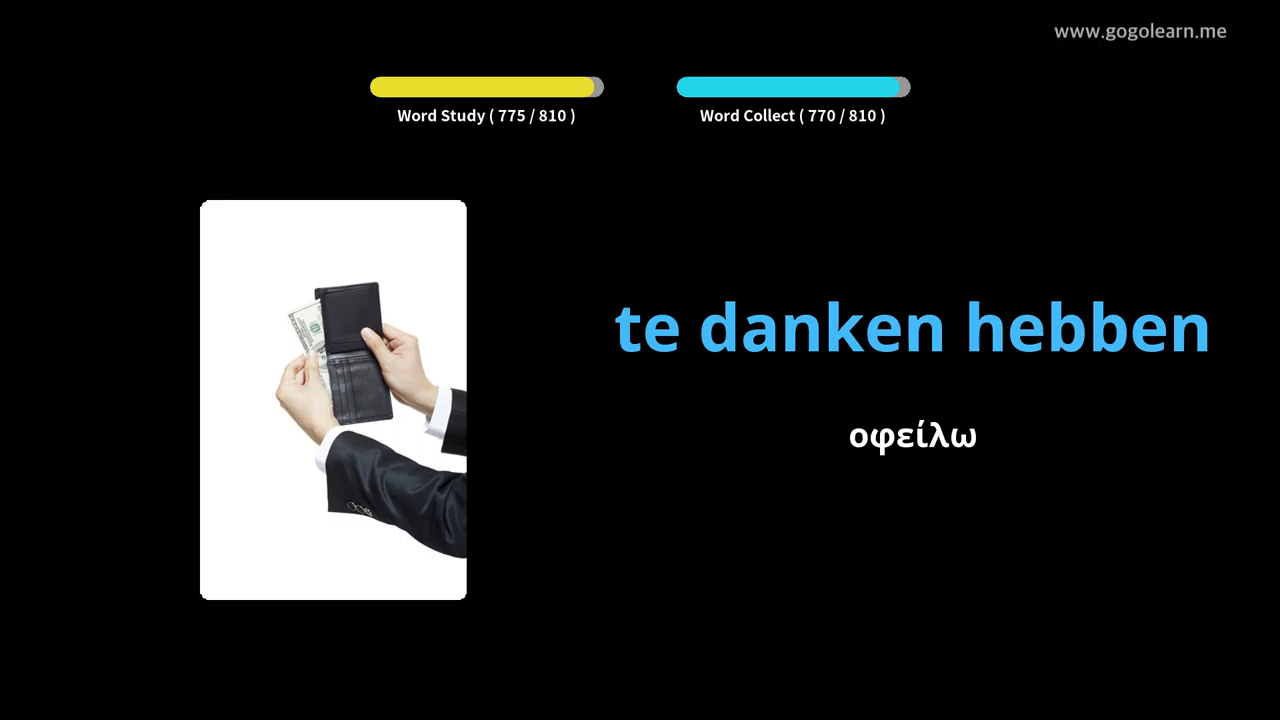 www.gogolearn.me
Word Study ( 775 / 810 )
Word Collect ( 770 / 810 )
te danken hebben
οφείλω